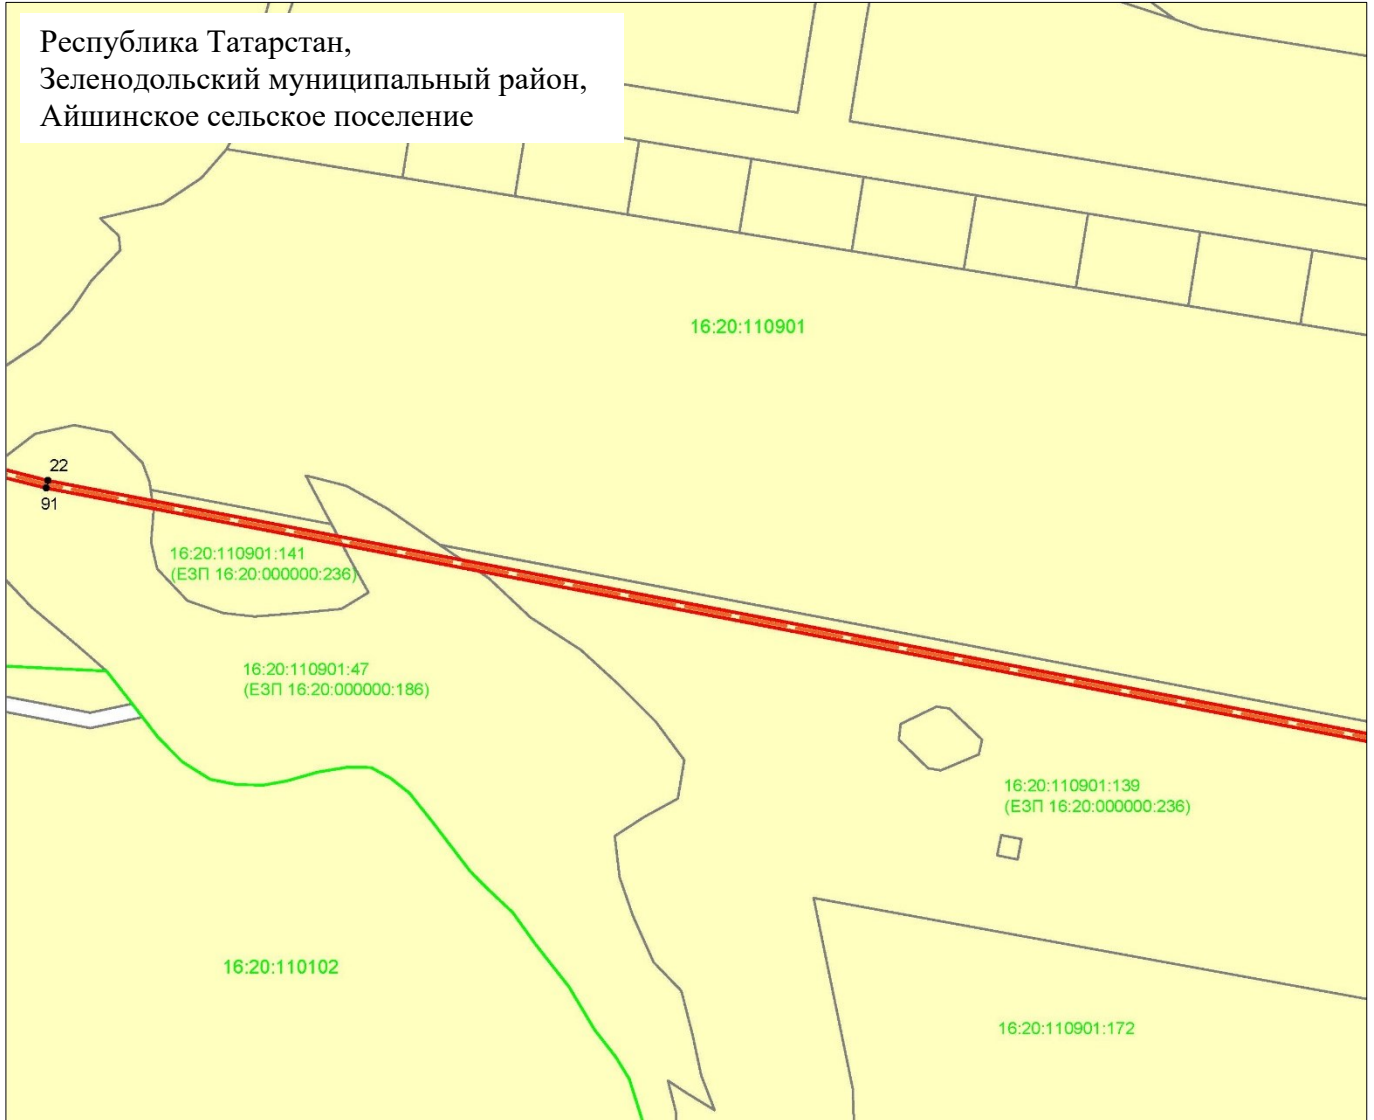 Республика Татарстан,
Зеленодольский муниципальный район,
Айшинское сельское поселение
16:20:110901
22
91
16:20:110901:141
(ЕЗП 16:20:000000:236)
16:20:110901:47
(ЕЗП 16:20:000000:186)
16:20:110901:139
(ЕЗП 16:20:000000:236)
16:20:110102
16:20:110901:172